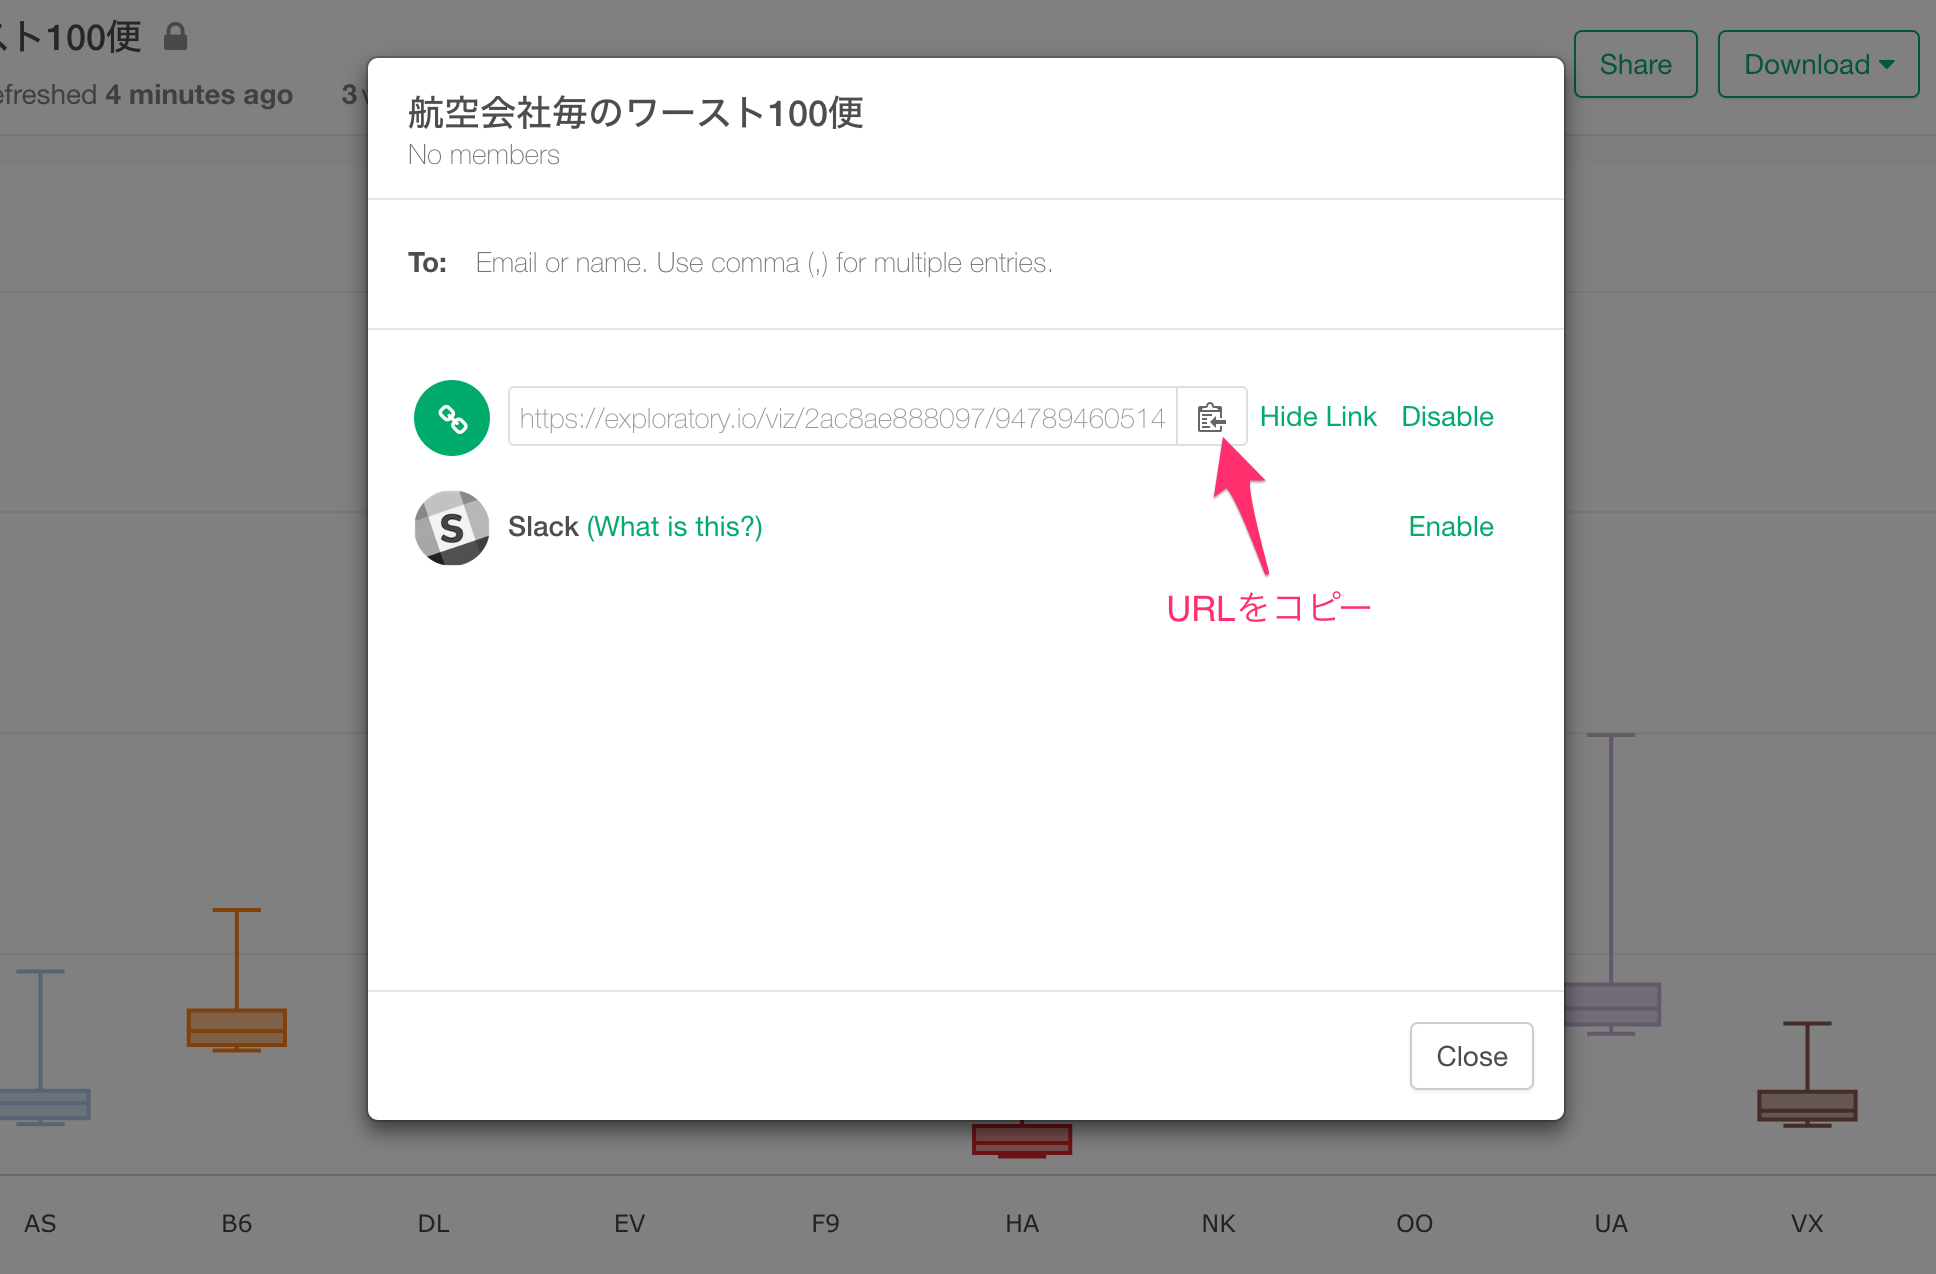 スト100便
efreshed 4 minutes ago 3
Share
Download
航空会社毎のワースト100便
No members
To: Email or name. Use comma (,) for multiple entries.
https://exploratory.io/viz/2ac8ae888097/94789460514
Hide Link Disable
S
Slack (What is this?)
Enable
URLをコピー
Close
AS B6 DL EV F9 HA NK OO UA VX